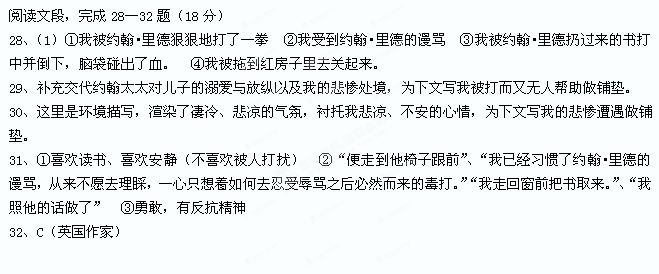 阅读文段，完成 28—32 题（18 分）
28、（1）①我被约翰·里德狠狠地打了一拳 ②我受到约翰·里德的谩骂 ③我被约翰·里德扔过来的书打
中并倒下，脑袋碰出了血。 ④我被拖到红房子里去关起来。
29、补充交代约翰太太对儿子的溺爱与放纵以及我的悲惨处境，为下文写我被打而又无人帮助做铺垫。
30、这里是环境描写，渲染了凄冷、悲凉的气氛，衬托我悲凉、不安的心情，为下文写我的悲惨遭遇做铺
垫。
31、①喜欢读书、喜欢安静（不喜欢被人打扰） ②“便走到他椅子跟前”、“我已经习惯了约翰·里德的
谩骂，从来不愿去理睬，一心只想着如何去忍受辱骂之后必然而来的毒打。”“我走回窗前把书取来。”、“我
照他的话做了” ③勇敢，有反抗精神
32、C（英国作家）